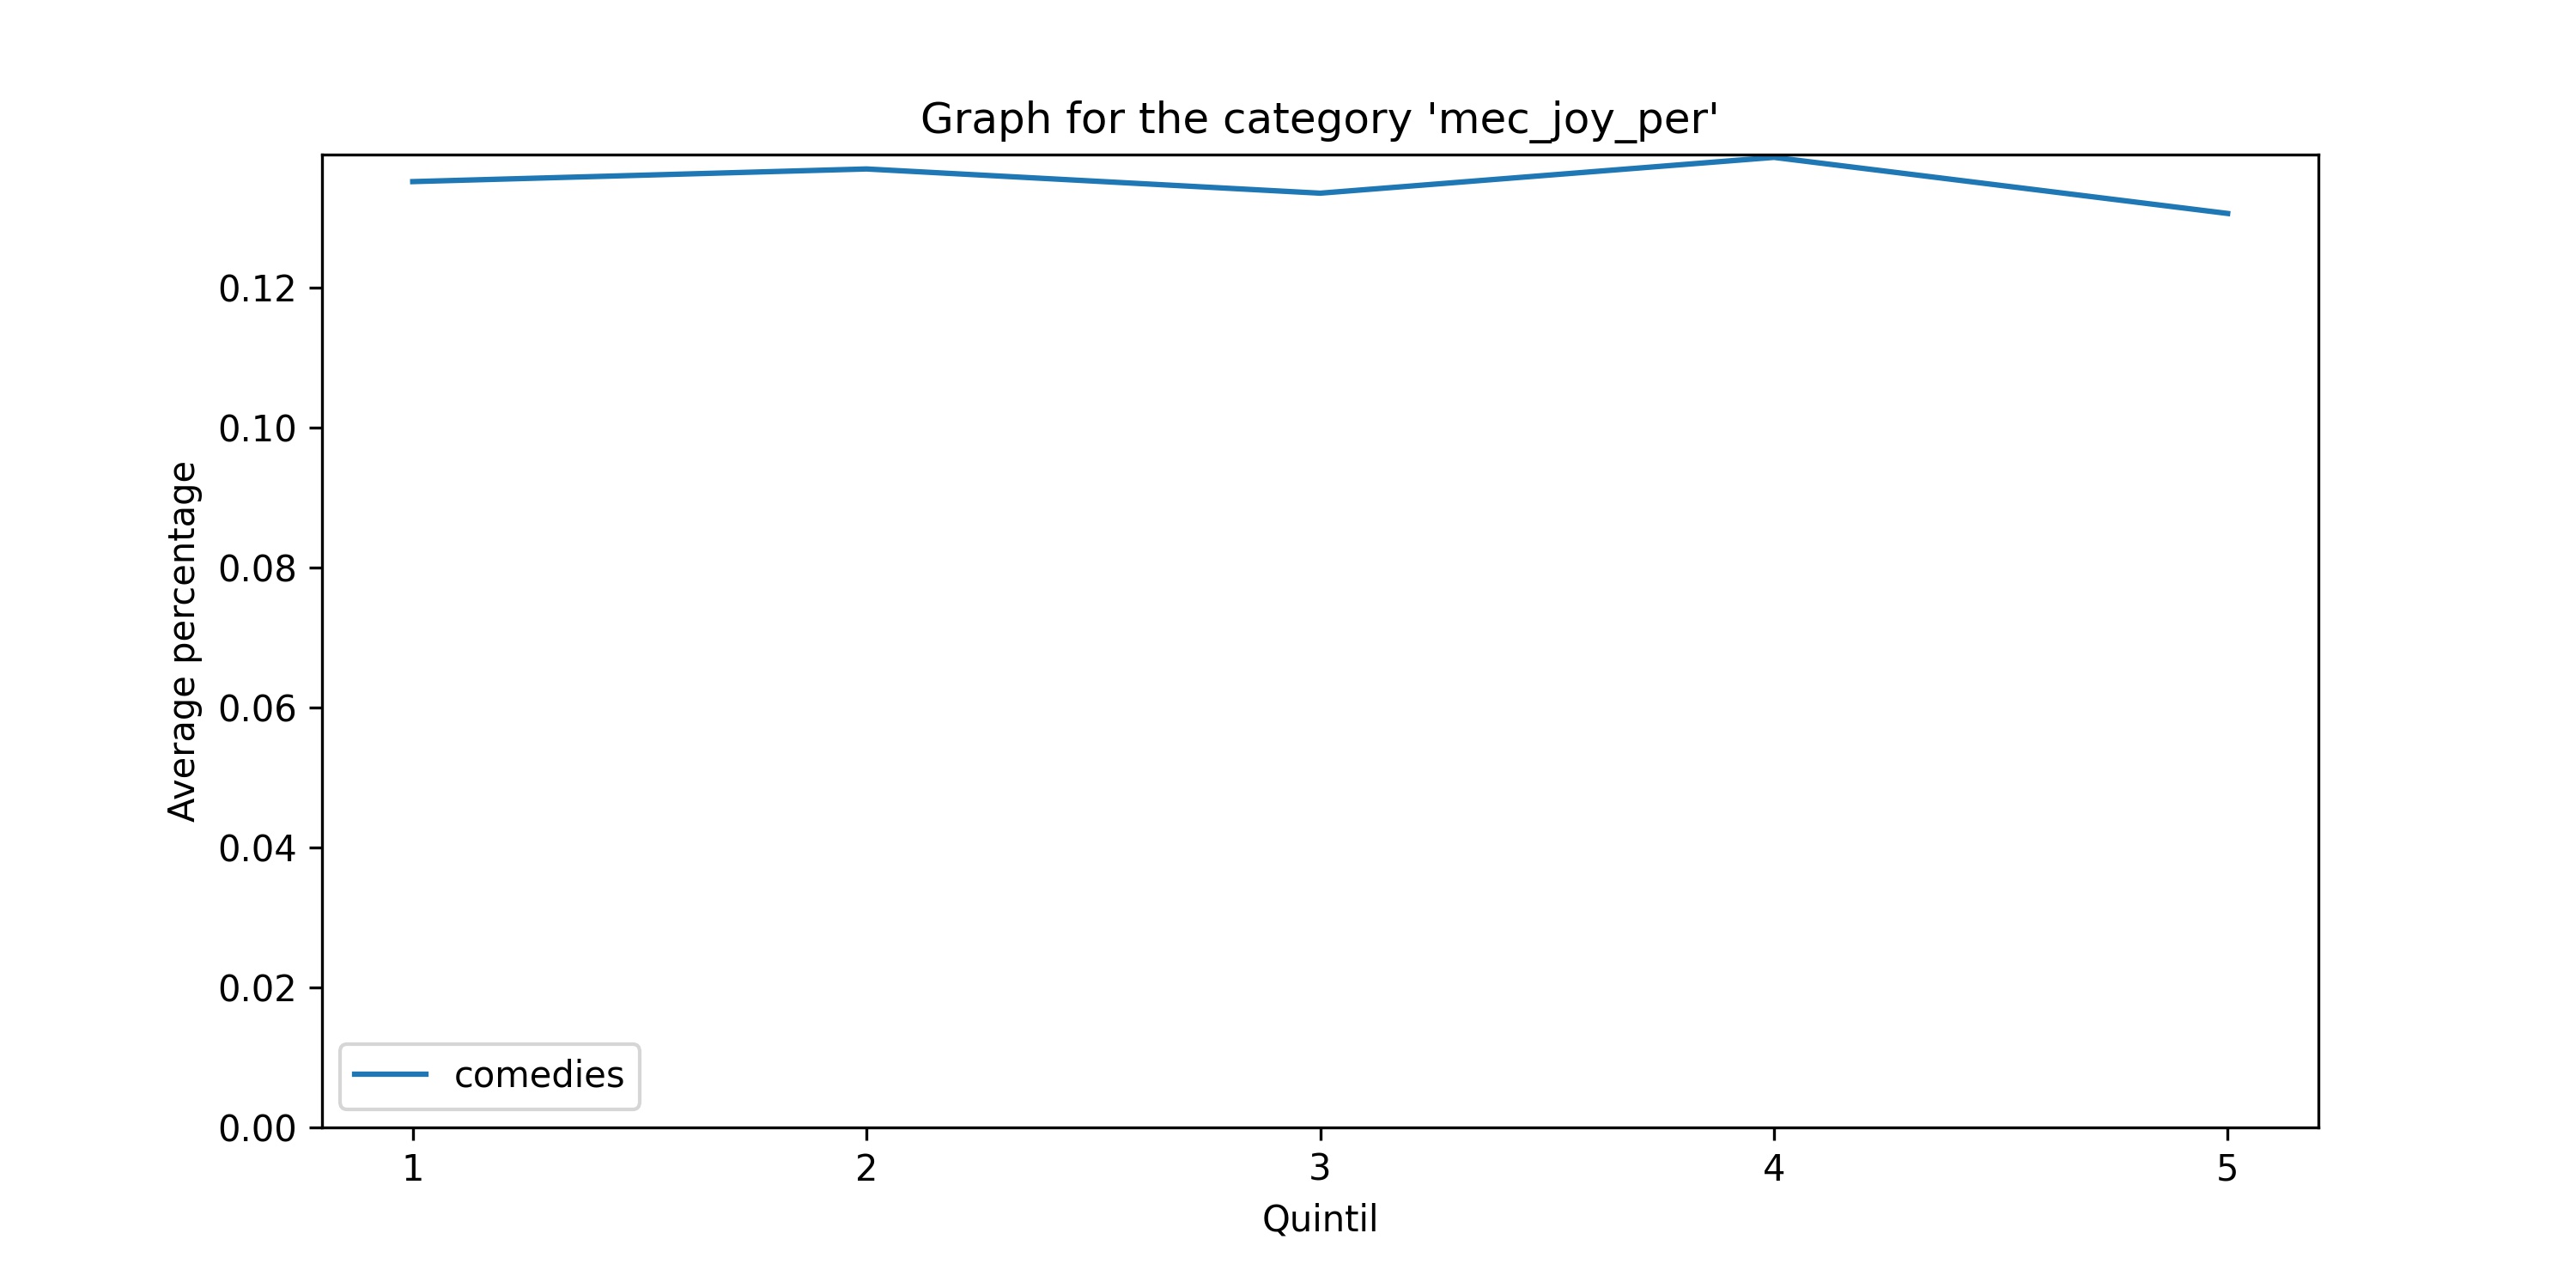 Graph for the category 'mec_joy_per'
0.12
0.10
0.08
0.06
0.04
0.02
0.00
Average percentage
comedies
1 2 3 4 5
Quintil